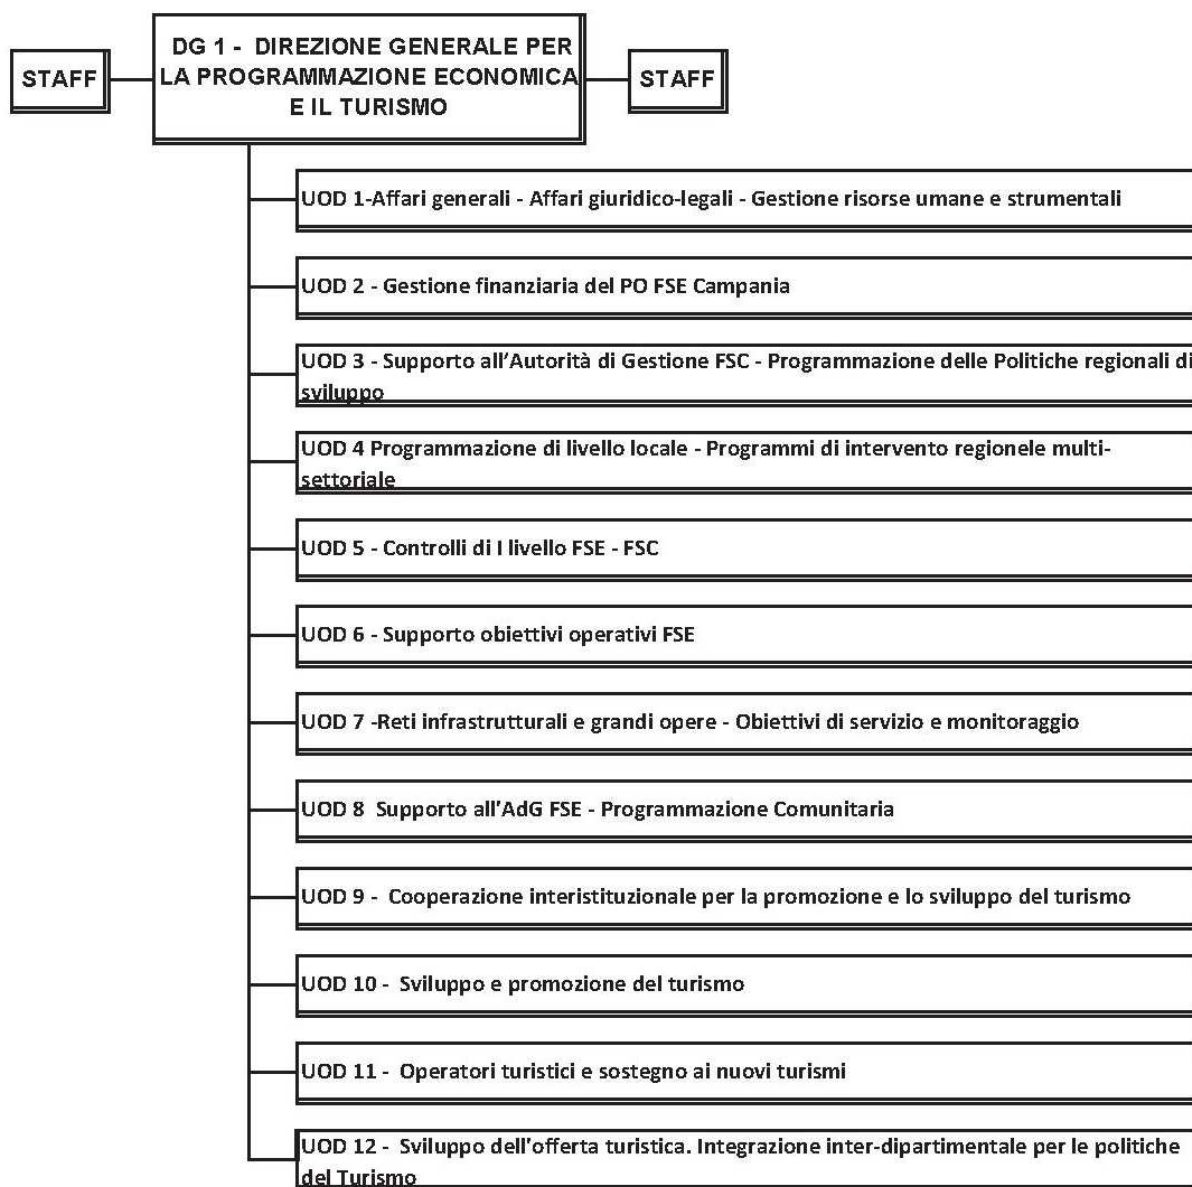 STAFF
DG 1 - DIREZIONE GENERALE PER
LA PROGRAMMAZIONE ECONOMICA
E IL TURISMO
STAFF
UOD 1-Affari generali - Affari giuridico-legali - Gestione risorse umane e strumentali
UOD 2 - Gestione finanziaria del PO FSE Campania
UOD 3 - Supporto all'Autorità di Gestione FSC - Programmazione delle Politiche regionali di
sviluppo
UOD 4 Programmazione di livello locale - Programmi di intervento regionele multi-
settoriale
UOD 5 - Controlli di I livello FSE - FSC
UOD 6 - Supporto obiettivi operativi FSE
UOD 7 -Reti infrastrutturali e grandi opere - Obiettivi di servizio e monitoraggio
UOD 8  Supporto all'AdG FSE - Programmazione Comunitaria
UOD 9 -  Cooperazione interistituzionale per la promozione e lo sviluppo del turismo
UOD 10 -  Sviluppo e promozione del turismo
UOD 11 -  Operatori turistici e sostegno ai nuovi turismi
UOD 12 -  Sviluppo dell'offerta turistica. Integrazione inter-dipartimentale per le politiche
del Turismo